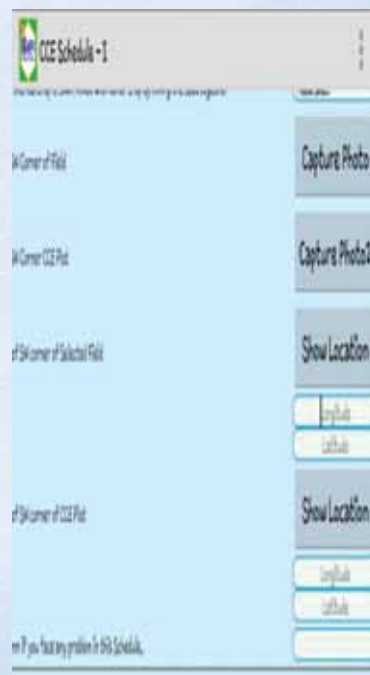 CCE Schedule - 1
SW Corner of Field
Capture Photo
SW Corner CCE Plot
Capture Photo2
of SW corner of Selected Field
Show Location
Longitude
Latitude
of SW corner of CCE Plot
Show Location
Longitude
Latitude
if you face any problem in this Schedule,